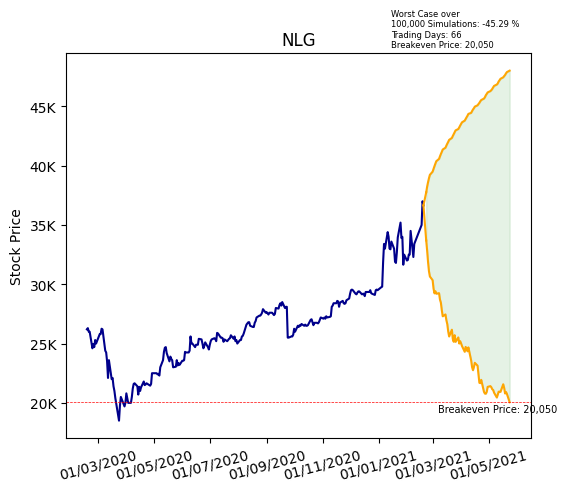 Worst Case over
100,000 Simulations: -45.29 %
Trading Days: 66
Breakeven Price: 20,050
NLG
Stock Price
45K
40K
35K
30K
25K
20K
Breakeven Price: 20,050
01/03/2020
01/05/2020
01/07/2020
01/09/2020
01/11/2020
01/01/2021
01/03/2021
01/05/2021